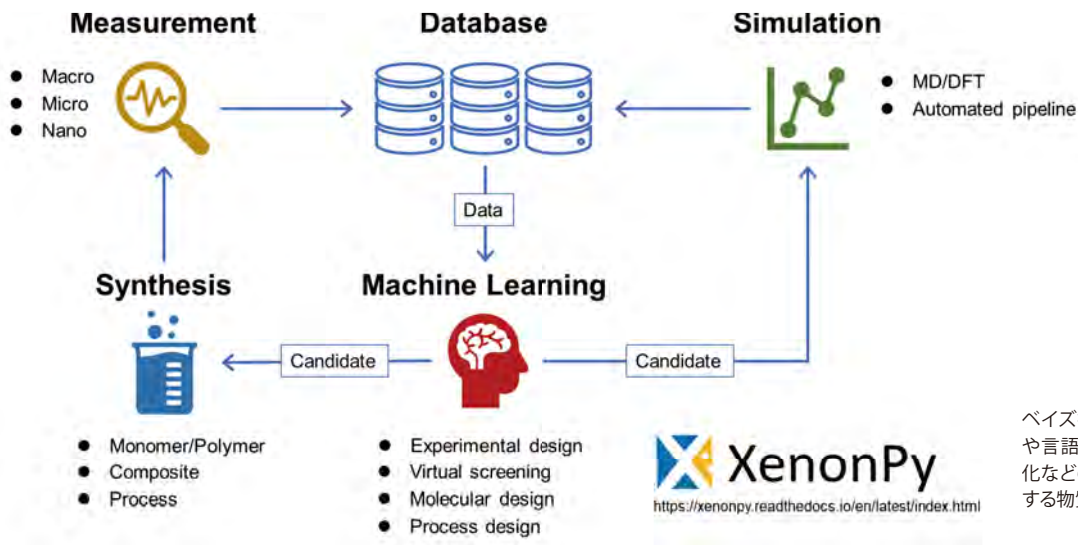 Measurement
Macro
Micro
Nano
Database
Simulation
MD/DFT
Automated pipeline
Data
Synthesis
Monomer/Polymer
Composite
Process
Machine Learning
Candidate
Candidate
Experimental design
Virtual screening
Molecular design
Process design
XenonPy
https://xenonpy.readthedocs.io/en/latest/index.html
ベイズ
や言語
化など
する物